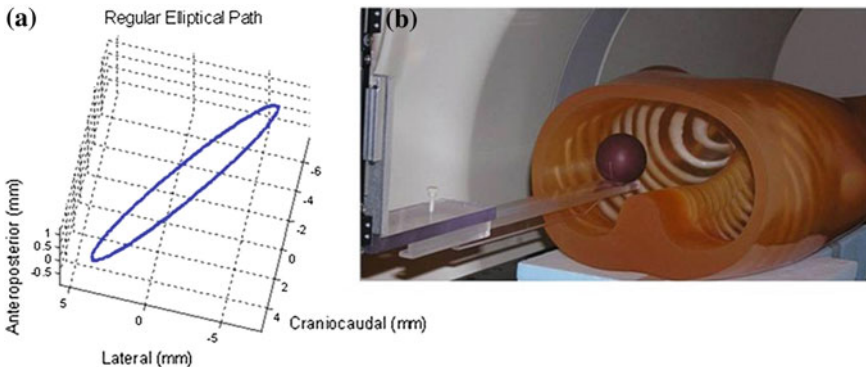 (a)
Regular Elliptical Path
Anteroposterior (mm)
1
0.5
0
-0.5
5
0
-5
Lateral (mm)
-6
-4
-2
0
2
4
Craniocaudal (mm)
(b)